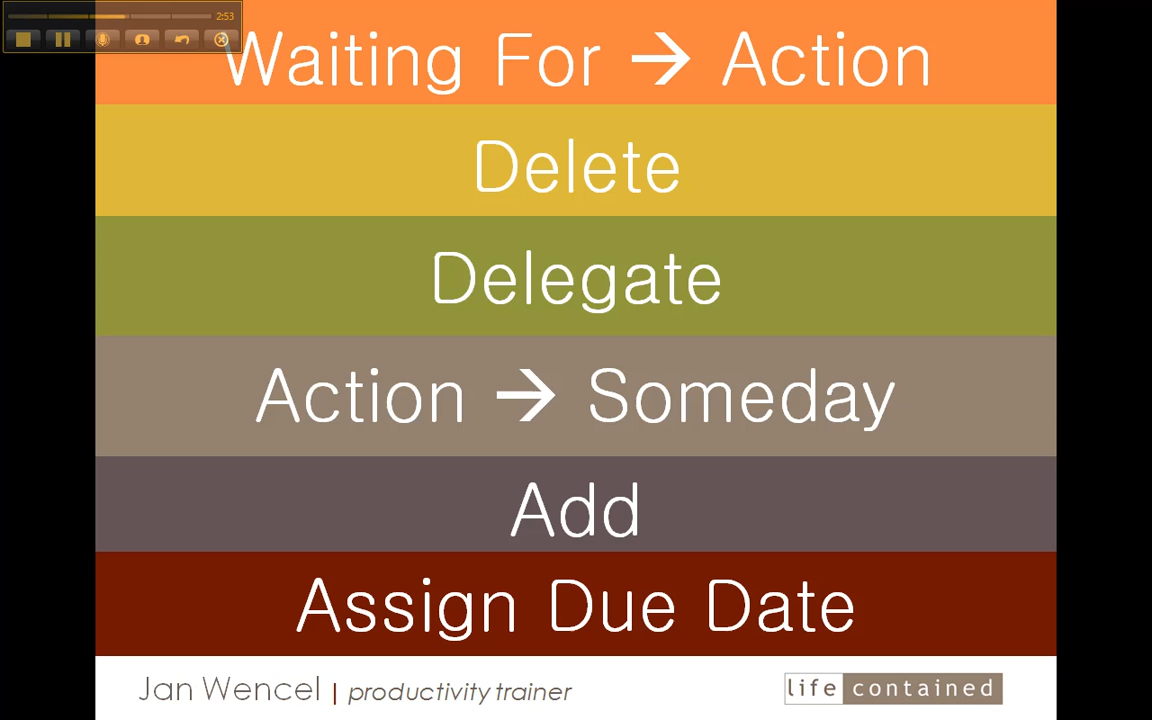 2:53
Waiting For → Action
Delete
Delegate
Action → Someday
Add
Assign Due Date
Jan Wencel | productivity trainer
life contained